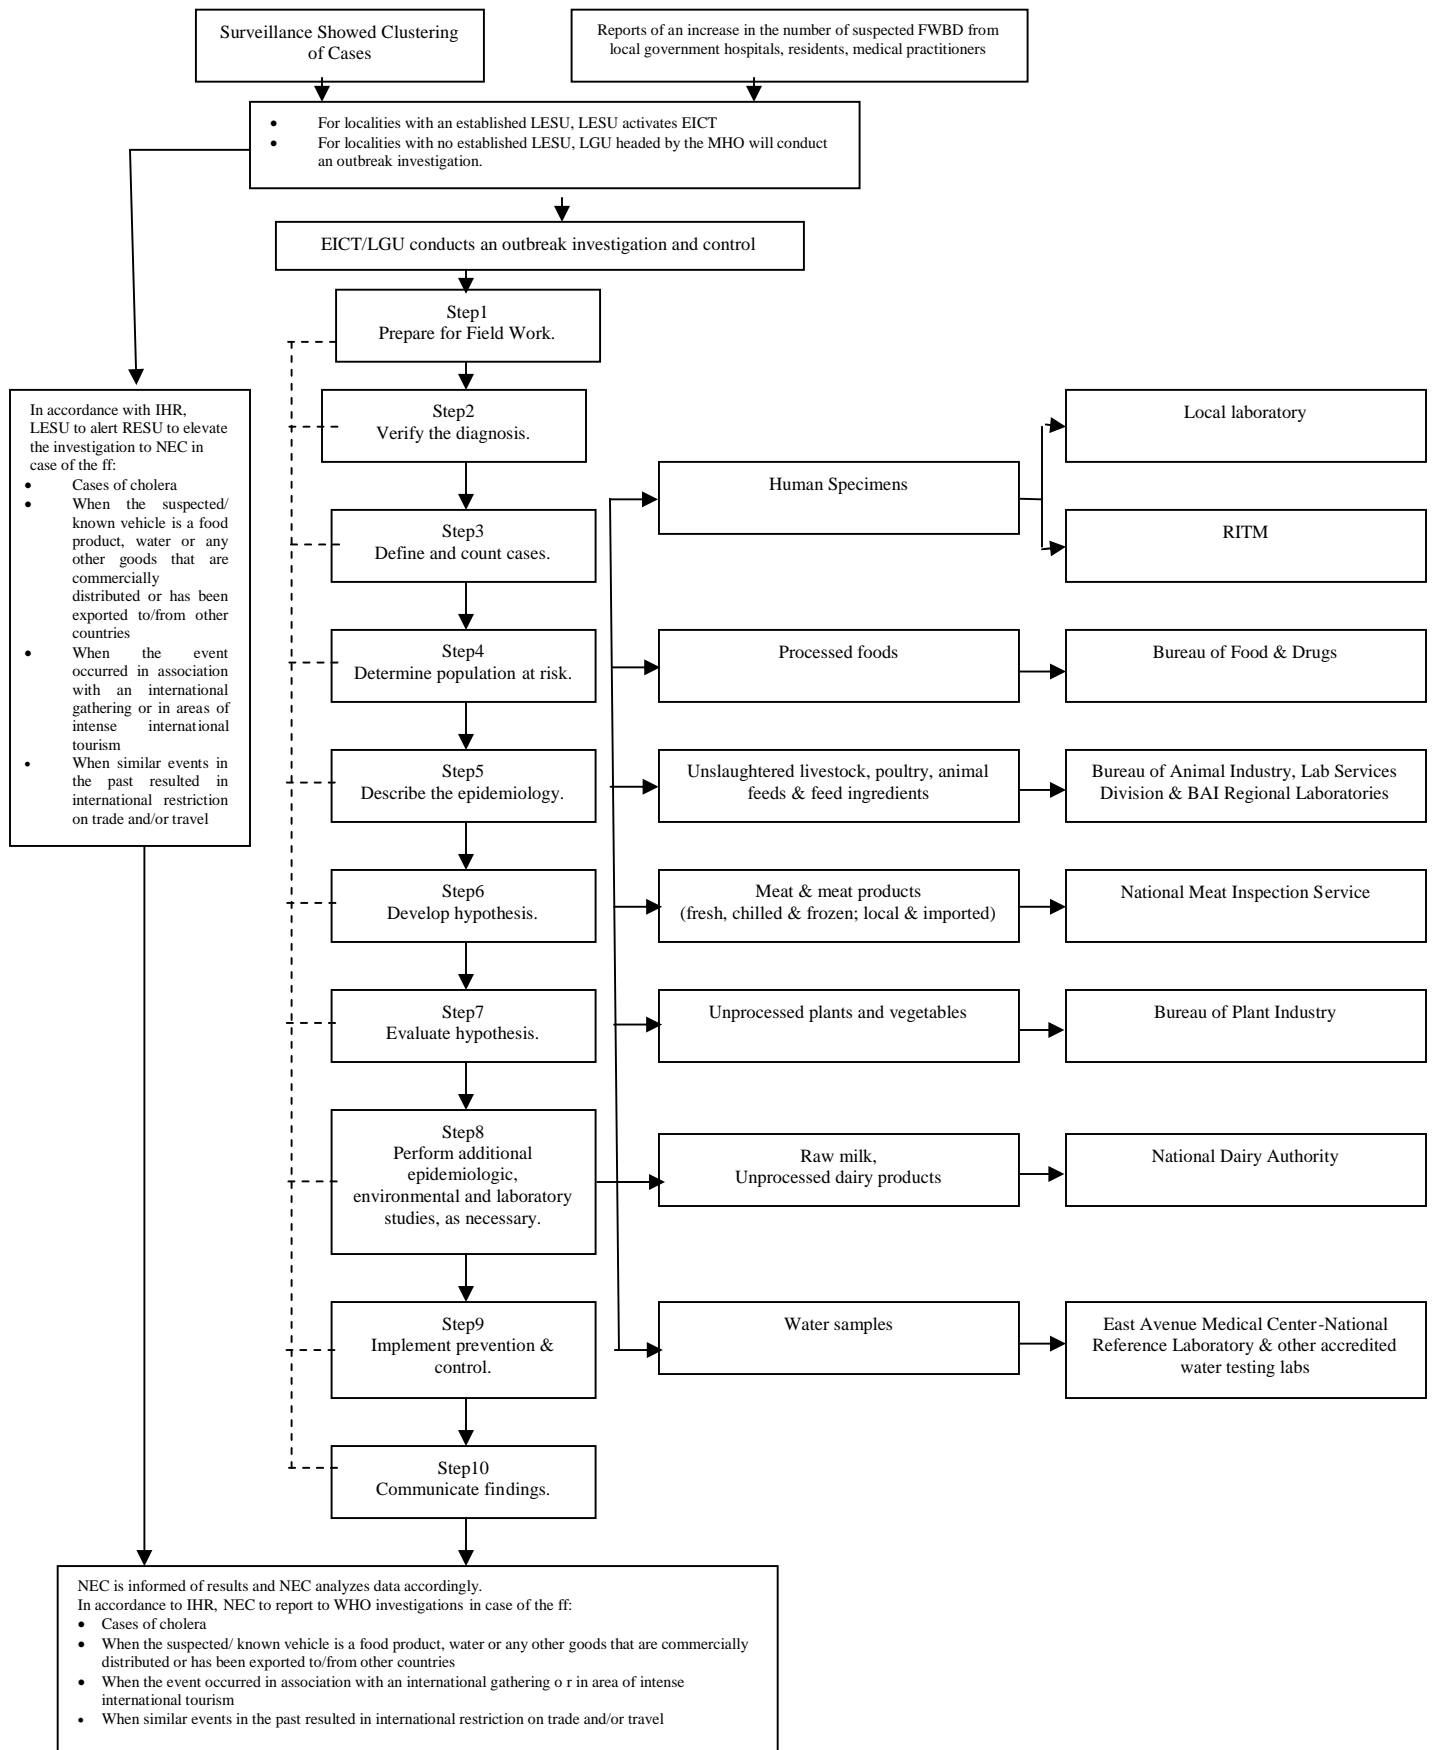 Surveillance Showed Clustering
of Cases
Reports of an increase in the number of suspected FWBD from
local government hospitals, residents, medical practitioners
• For localities with an established LESU, LESU activates EICT
• For localities with no established LESU, LGU headed by the MHO will conduct
an outbreak investigation.
EICT/LGU conducts an outbreak investigation and control
Step1
Prepare for Field Work.
In accordance with IHR,
LESU to alert RESU to elevate
the investigation to NEC in
case of the ff:
• Cases of cholera
• When the suspected/
known vehicle is a food
product, water or any
other goods that are
commercially
distributed or has been
exported to/from other
countries
• When the event
occurred in association
with an international
gathering or in areas of
intense international
tourism
• When similar events in
the past resulted in
international restriction
on trade and/or travel
Step2
Verify the diagnosis.
Step3
Define and count cases.
Step4
Determine population at risk.
Step5
Describe the epidemiology.
Step6
Develop hypothesis.
Step7
Evaluate hypothesis.
Step8
Perform additional
epidemiologic,
environmental and laboratory
studies, as necessary.
Step9
Implement prevention &
control.
Step10
Communicate findings.
Human Specimens
Local laboratory
RITM
Processed foods
Bureau of Food & Drugs
Unslaughtered livestock, poultry, animal
feeds & feed ingredients
Bureau of Animal Industry, Lab Services
Division & BAI Regional Laboratories
Meat & meat products
(fresh, chilled & frozen; local & imported)
National Meat Inspection Service
Unprocessed plants and vegetables
Bureau of Plant Industry
Raw milk,
Unprocessed dairy products
National Dairy Authority
Water samples
East Avenue Medical Center-National
Reference Laboratory & other accredited
water testing labs
NEC is informed of results and NEC analyzes data accordingly.
In accordance to IHR, NEC to report to WHO investigations in case of the ff:
• Cases of cholera
• When the suspected/ known vehicle is a food product, water or any other goods that are commercially
distributed or has been exported to/from other countries
• When the event occurred in association with an international gathering o r in area of intense
international tourism
• When similar events in the past resulted in international restriction on trade and/or travel